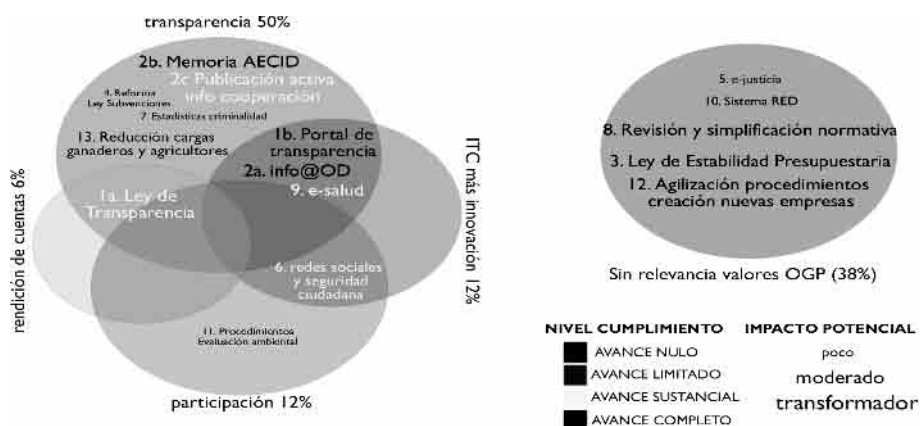 transparencia 50%
2b. Memoria AECID
2c Publicación activa
info cooperación
4. Reforma
Ley Subvenciones
7. Estadísticas criminalidad
13. Reducción cargas
ganaderos y agricultores
1b. Portal de
transparencia
2a. info@OD
9. e-salud
1a. Ley de
Transparencia
6. redes sociales
y seguridad
ciudadana
11. Procedimientos
Evaluación ambiental
participación 12%
rendición de cuentas 6%
ITC más innovación 12%
5. e-justicia
10. Sistema RED
8. Revisión y simplificación normativa
3. Ley de Estabilidad Presupuestaria
12. Agilización procedimientos
creación nuevas empresas
Sin relevancia valores OGP (38%)
NIVEL CUMPLIMIENTO
AVANCE NULO
AVANCE LIMITADO
AVANCE SUSTANCIAL
AVANCE COMPLETO
IMPACTO POTENCIAL
poco
moderado
transformador